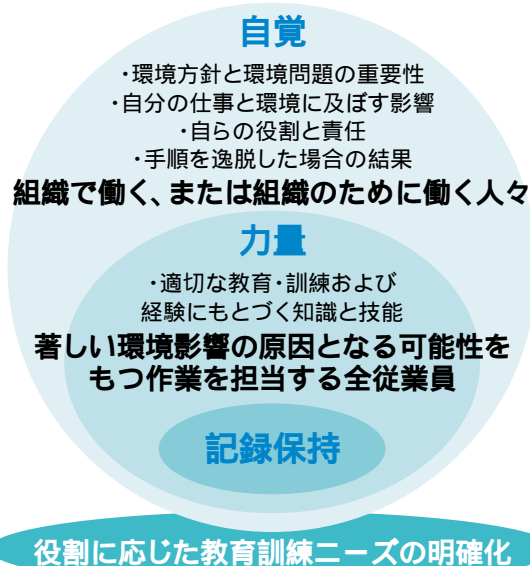 自覚
・環境方針と環境問題の重要性
・自分の仕事と環境に及ぼす影響
・自らの役割と責任
・手順を逸脱した場合の結果
組織で働く、または組織のために働く人々
力量
・適切な教育・訓練および
経験にもとづく知識と技能
著しい環境影響の原因となる可能性を
もつ作業を担当する全従業員
記録保持
役割に応じた教育訓練ニーズの明確化